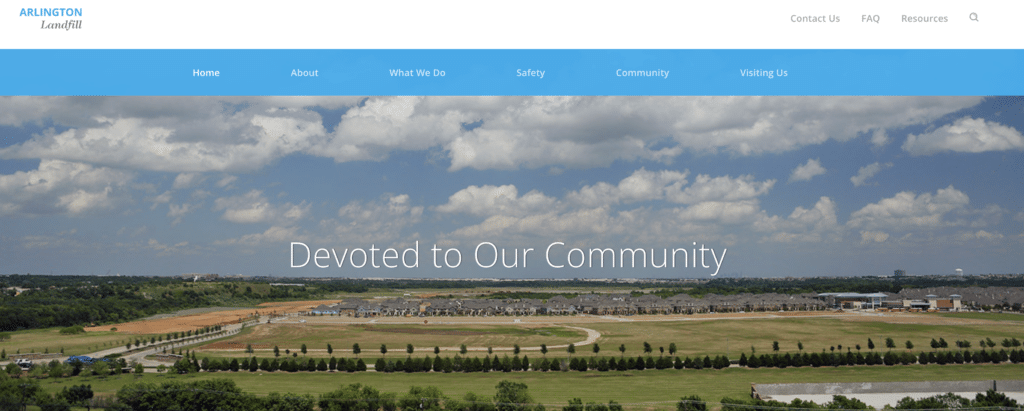 ARLINGTON
Landfill
Contact Us FAQ Resources
Home About What We Do Safety Community Visiting Us
Devoted to Our Community